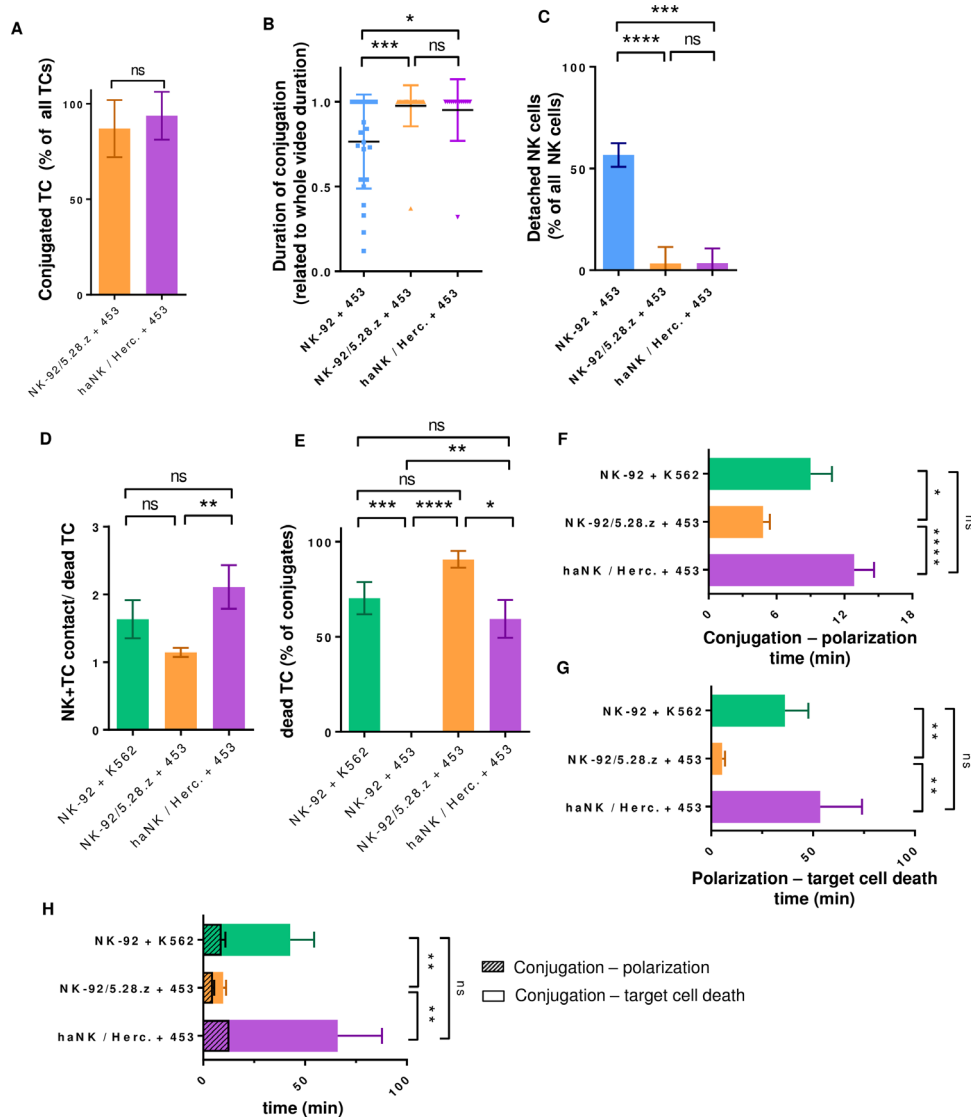 A
ns
100
50
0
Conjugated TC (% of all TCs)
NK-92/5.28.z + 453
haNK / Herc. + 453
B
*
***
ns
1.0
0.5
0.0
Duration of conjugation
(related to whole video duration)
NK-92 + 453
NK-92/5.28.z + 453
haNK / Herc. + 453
C
***
****
ns
100
50
0
Detached NK cells
(% of all NK cells)
NK-92 + 453
NK-92/5.28.z + 453
haNK / Herc. + 453
D
ns
ns
**
3
2
1
0
NK+TC contact/ dead TC
NK-92 + K562
NK-92/5.28.z + 453
haNK / Herc. + 453
E
ns
**
ns
***
****
*
100
50
0
dead TC (% of conjugates)
NK-92 + K562
NK-92 + 453
NK-92/5.28.z + 453
haNK / Herc. + 453
F
NK-92 + K562
NK-92/5.28.z + 453
haNK / Herc. + 453
*
****
ns
0
6
12
18
Conjugation – polarization
time (min)
G
NK-92 + K562
NK-92/5.28.z + 453
haNK / Herc. + 453
**
**
ns
0
50
100
Polarization – target cell death
time (min)
H
NK-92 + K562
NK-92/5.28.z + 453
haNK / Herc. + 453
**
**
ns
0
50
100
time (min)
Conjugation – polarization
Conjugation – target cell death